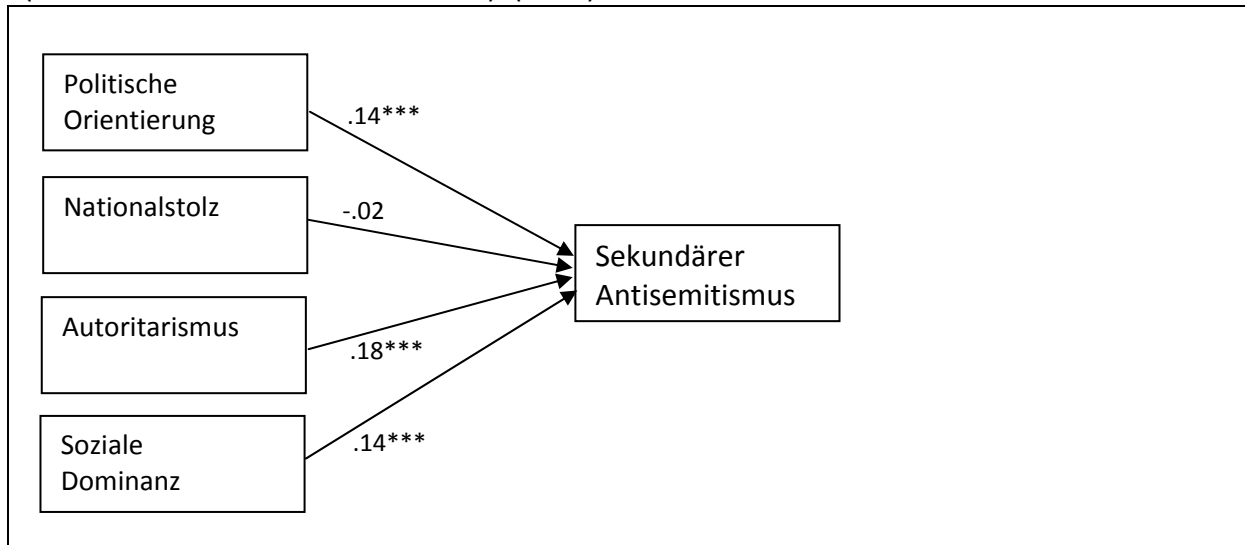 Politische
Orientierung
.14***
Nationalstolz
-.02
Sekundärer
Antisemitismus
Autoritarismus
.18***
Soziale
Dominanz
.14***